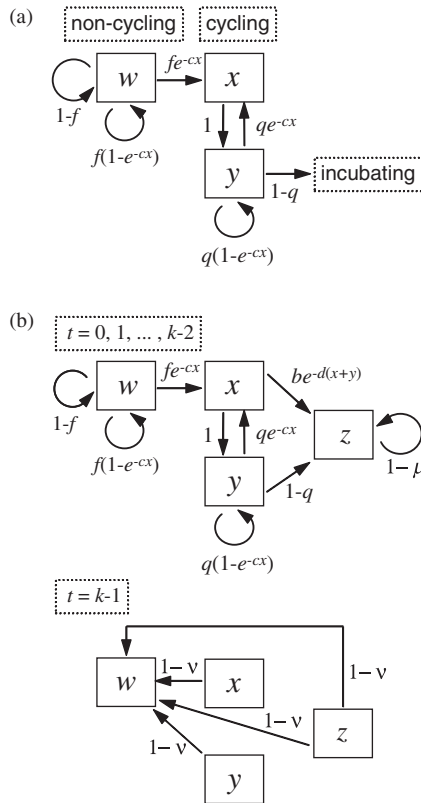 (a)
non-cycling cycling
w fe^-cx x
1-f
f(1-e^-cx)
1 qe^-cx
y 1-q incubating
q(1-e^-cx)
(b)
t = 0, 1, ... , k-2
w fe^-cx x be^-d(x+y)
1-f
f(1-e^-cx)
1 qe^-cx
z
1− μ
y 1-q
q(1-e^-cx)
t = k-1
w 1− ν x
1− ν
1− ν z
1− ν
y